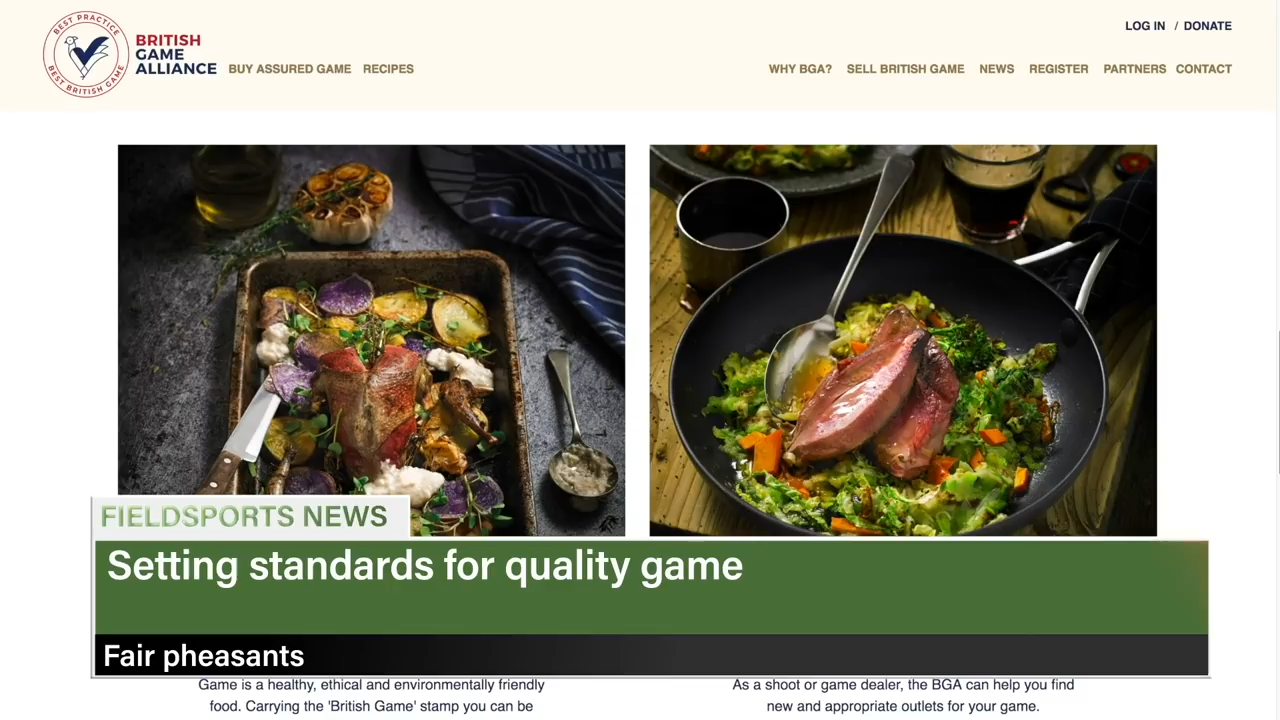 BEST PRACTICE
BEST BRITISH GAME
BRITISH
GAME
ALLIANCE
BUY ASSURED GAME RECIPES
LOG IN / DONATE
WHY BGA? SELL BRITISH GAME NEWS REGISTER PARTNERS CONTACT
FIELDSPORTS NEWS
Setting standards for quality game
Fair pheasants
Game is a healthy, ethical and environmentally friendly
food. Carrying the 'British Game' stamp you can be
As a shoot or game dealer, the BGA can help you find
new and appropriate outlets for your game.